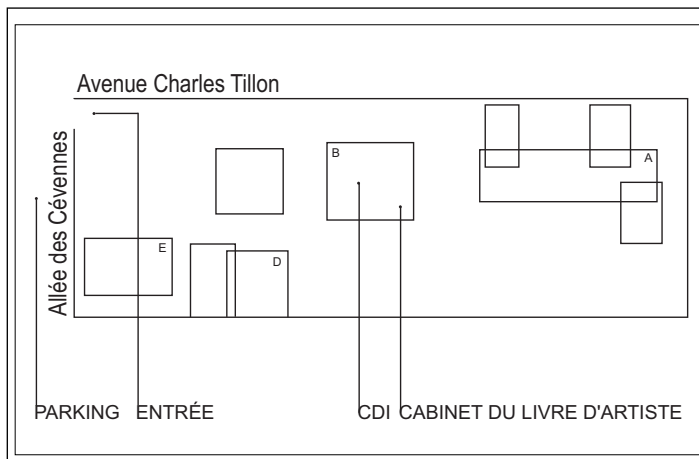 Avenue Charles Tillon
Allée des Cévennes
B
A
E
D
PARKING
ENTRÉE
CDI
CABINET DU LIVRE D'ARTISTE